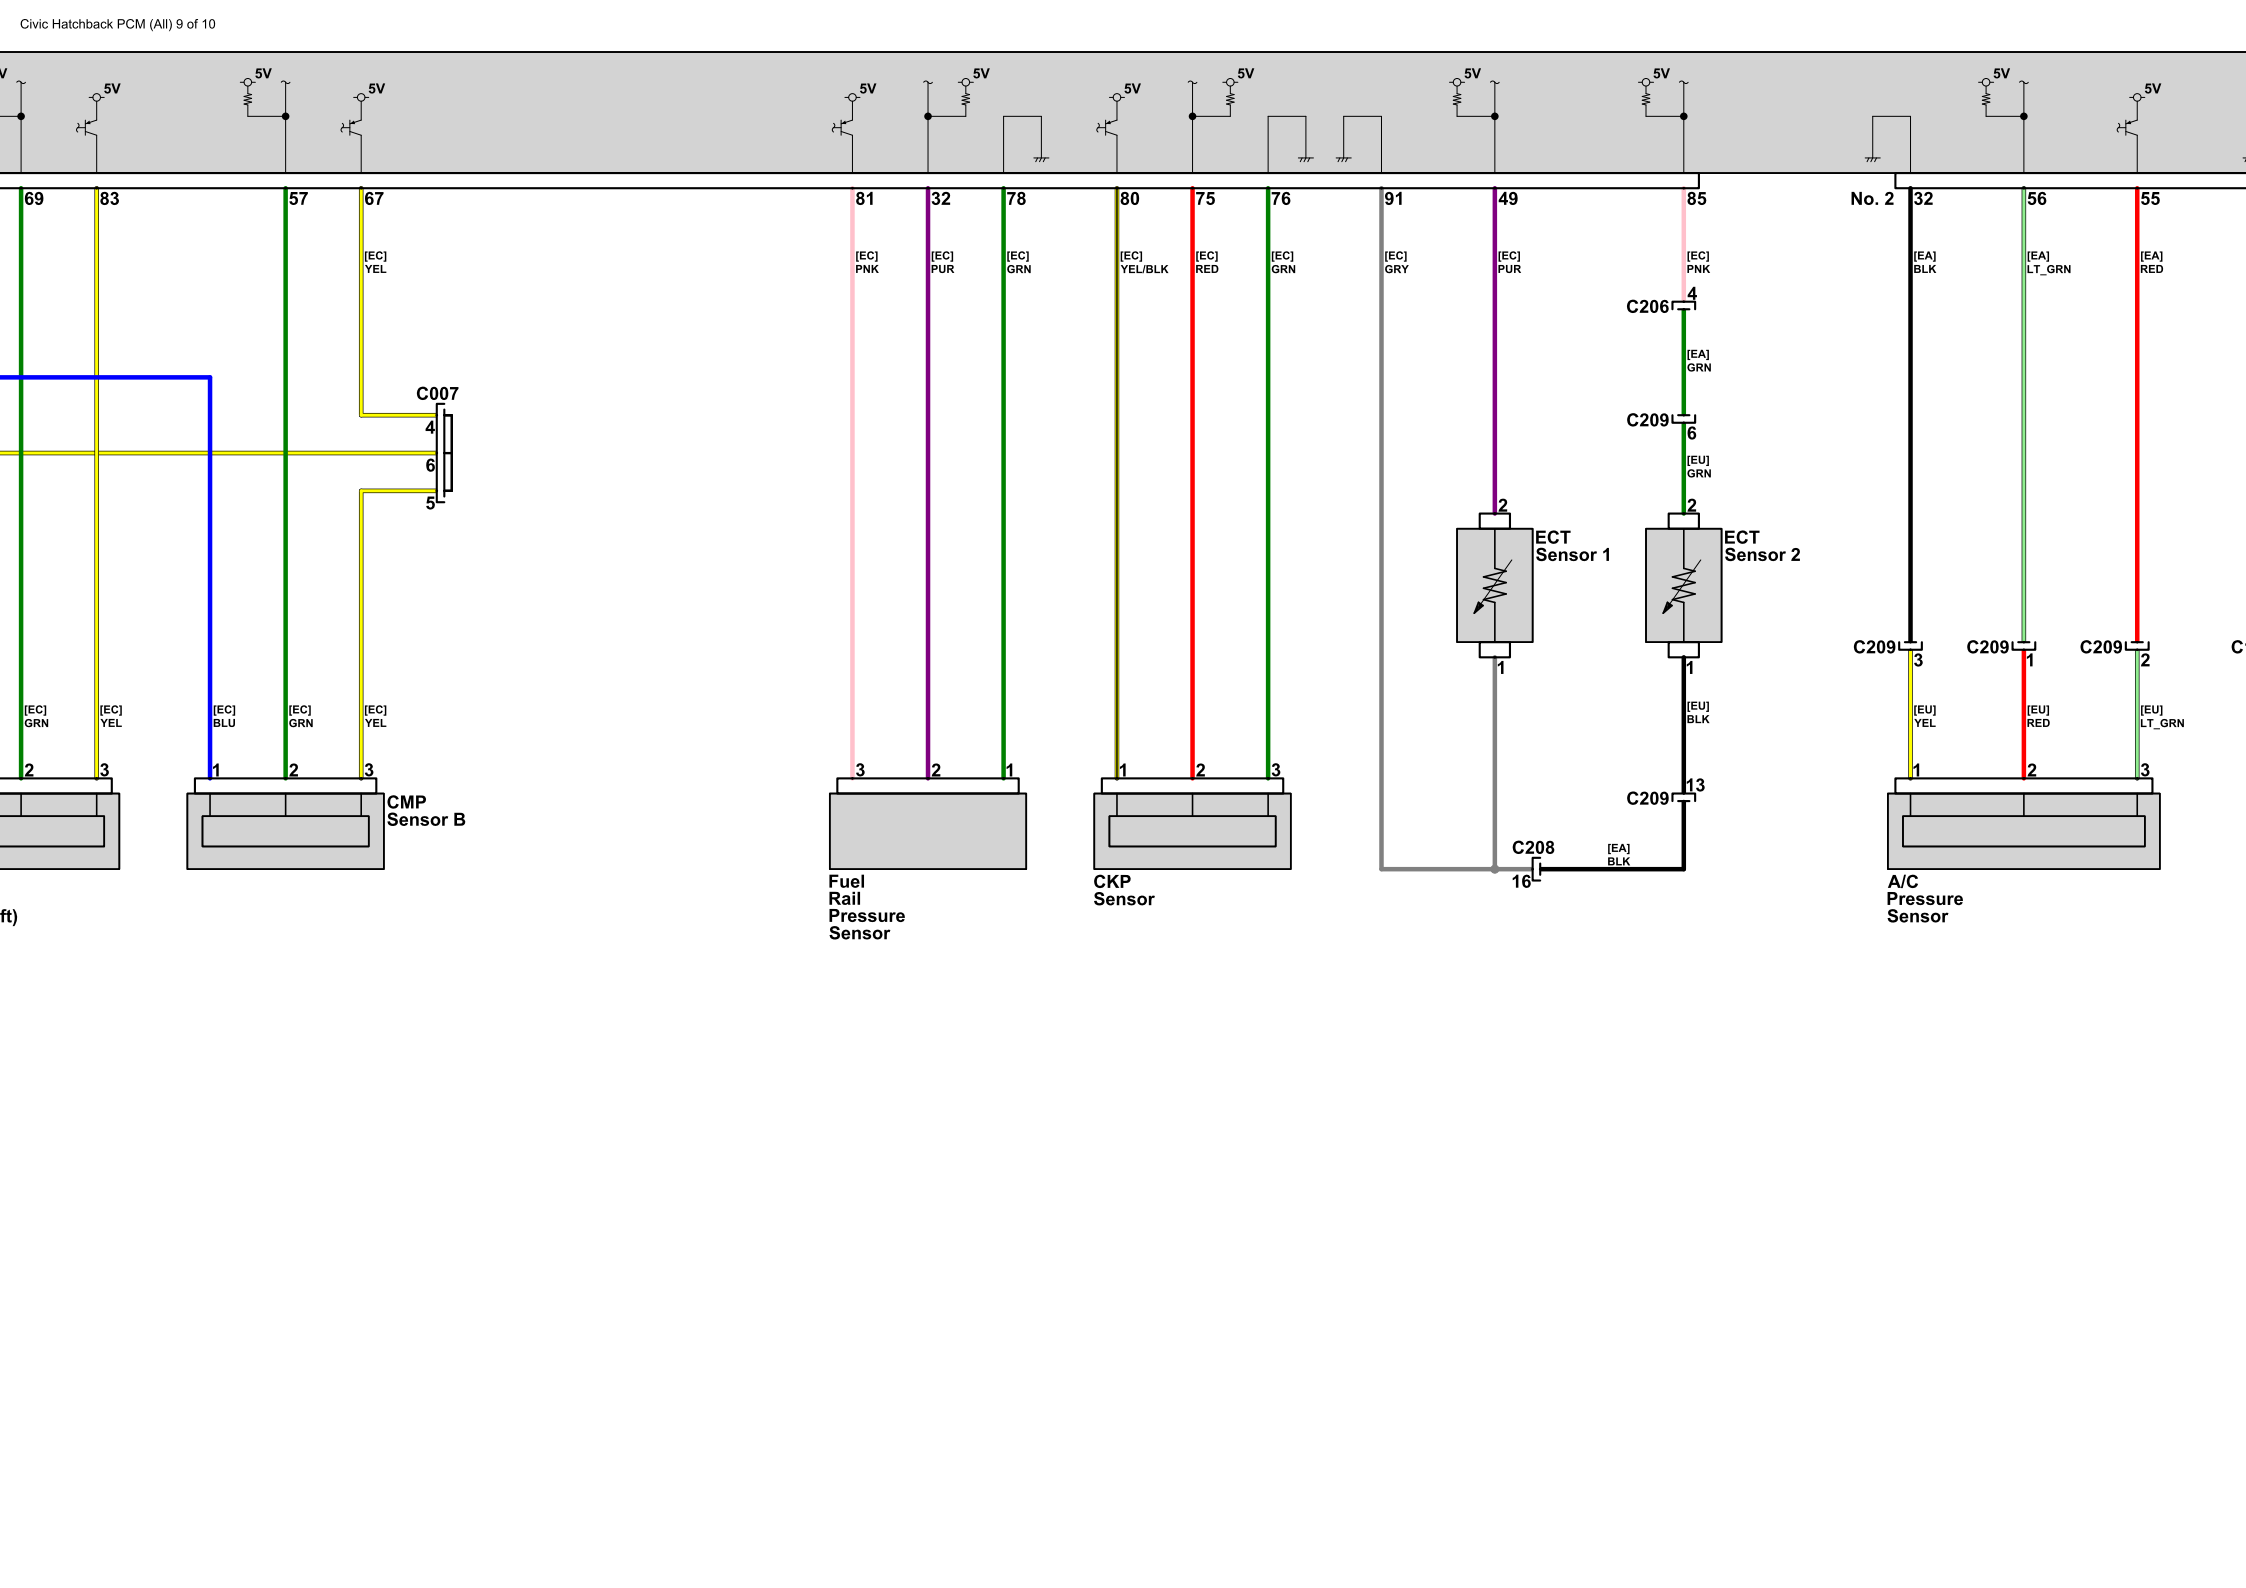 Civic Hatchback PCM (All) 9 of 10
V
5V
5V
5V
5V
5V
5V
5V
5V
5V
5V
5V
69
83
57
67
81
32
78
80
75
76
91
49
85
No. 2
32
56
55
[EC]
YEL
[EC]
PNK
[EC]
PUR
[EC]
GRN
[EC]
YEL/BLK
[EC]
RED
[EC]
GRN
[EC]
GRY
[EC]
PUR
[EC]
PNK
[EA]
BLK
[EA]
LT_GRN
[EA]
RED
C206
4
[EA]
GRN
C007
4
6
5
C209
6
[EU]
GRN
2
2
ECT
Sensor 1
ECT
Sensor 2
1
1
C209
3
C209
1
C209
2
[EC]
GRN
[EC]
YEL
[EC]
BLU
[EC]
GRN
[EC]
YEL
[EU]
BLK
[EU]
YEL
[EU]
RED
[EU]
LT_GRN
2
3
1
2
3
3
2
1
1
2
3
1
2
3
CMP
Sensor B
C209
13
C208
16
[EA]
BLK
Fuel
Rail
Pressure
Sensor
CKP
Sensor
A/C
Pressure
Sensor
ft)